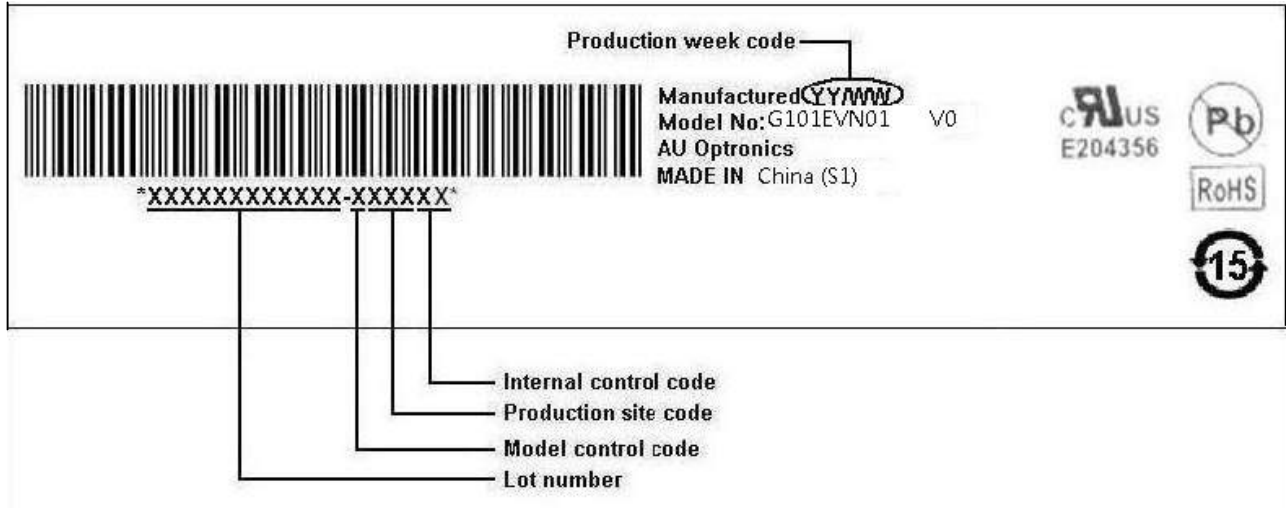 Production week code
Manufactured YY/WW
Model No: G101EVN01 V0
AU Optronics
MADE IN China (S1)
*XXXXXXXXXXXX-XXXXXX*
C RU US
E204356
Pb
RoHS
15
Internal control code
Production site code
Model control code
Lot number